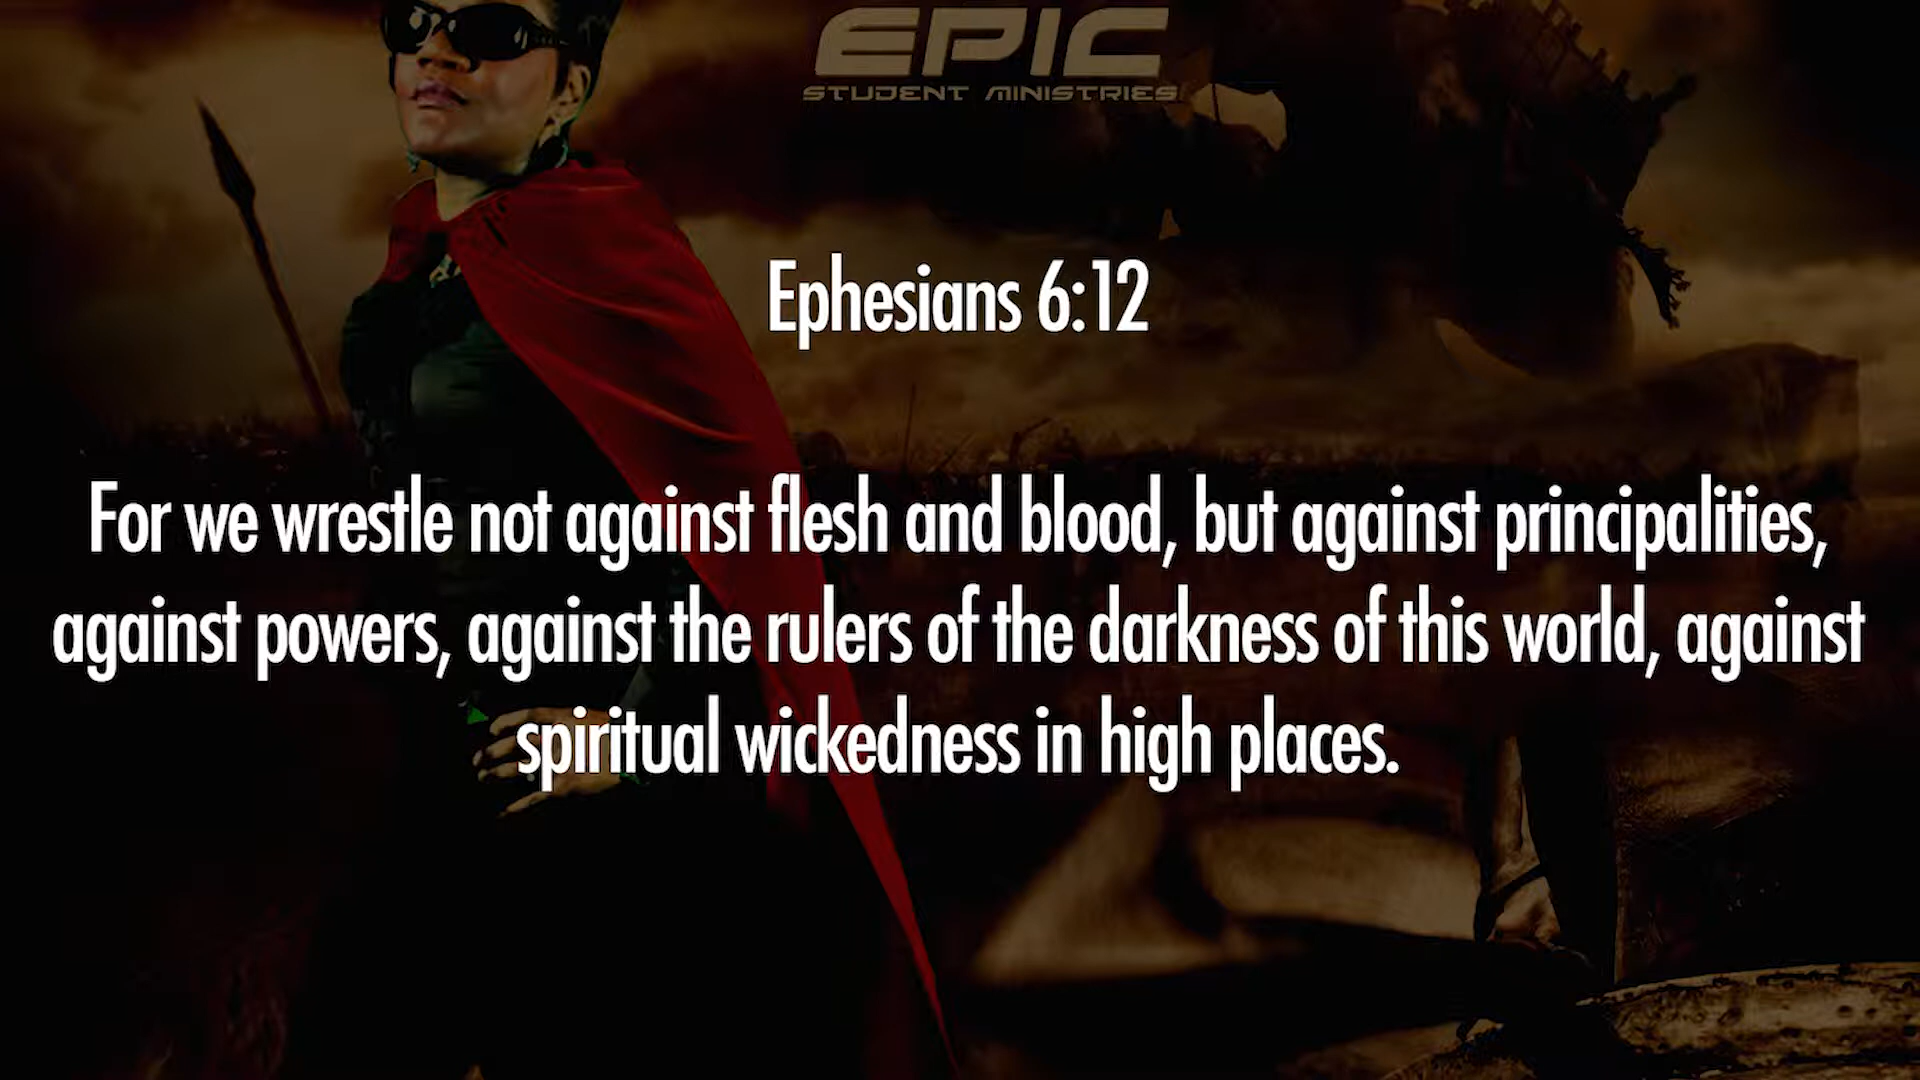 EPIC
STUDENT MINISTRIES
Ephesians 6:12
For we wrestle not against flesh and blood, but against principalities,
against powers, against the rulers of the darkness of this world, against
spiritual wickedness in high places.